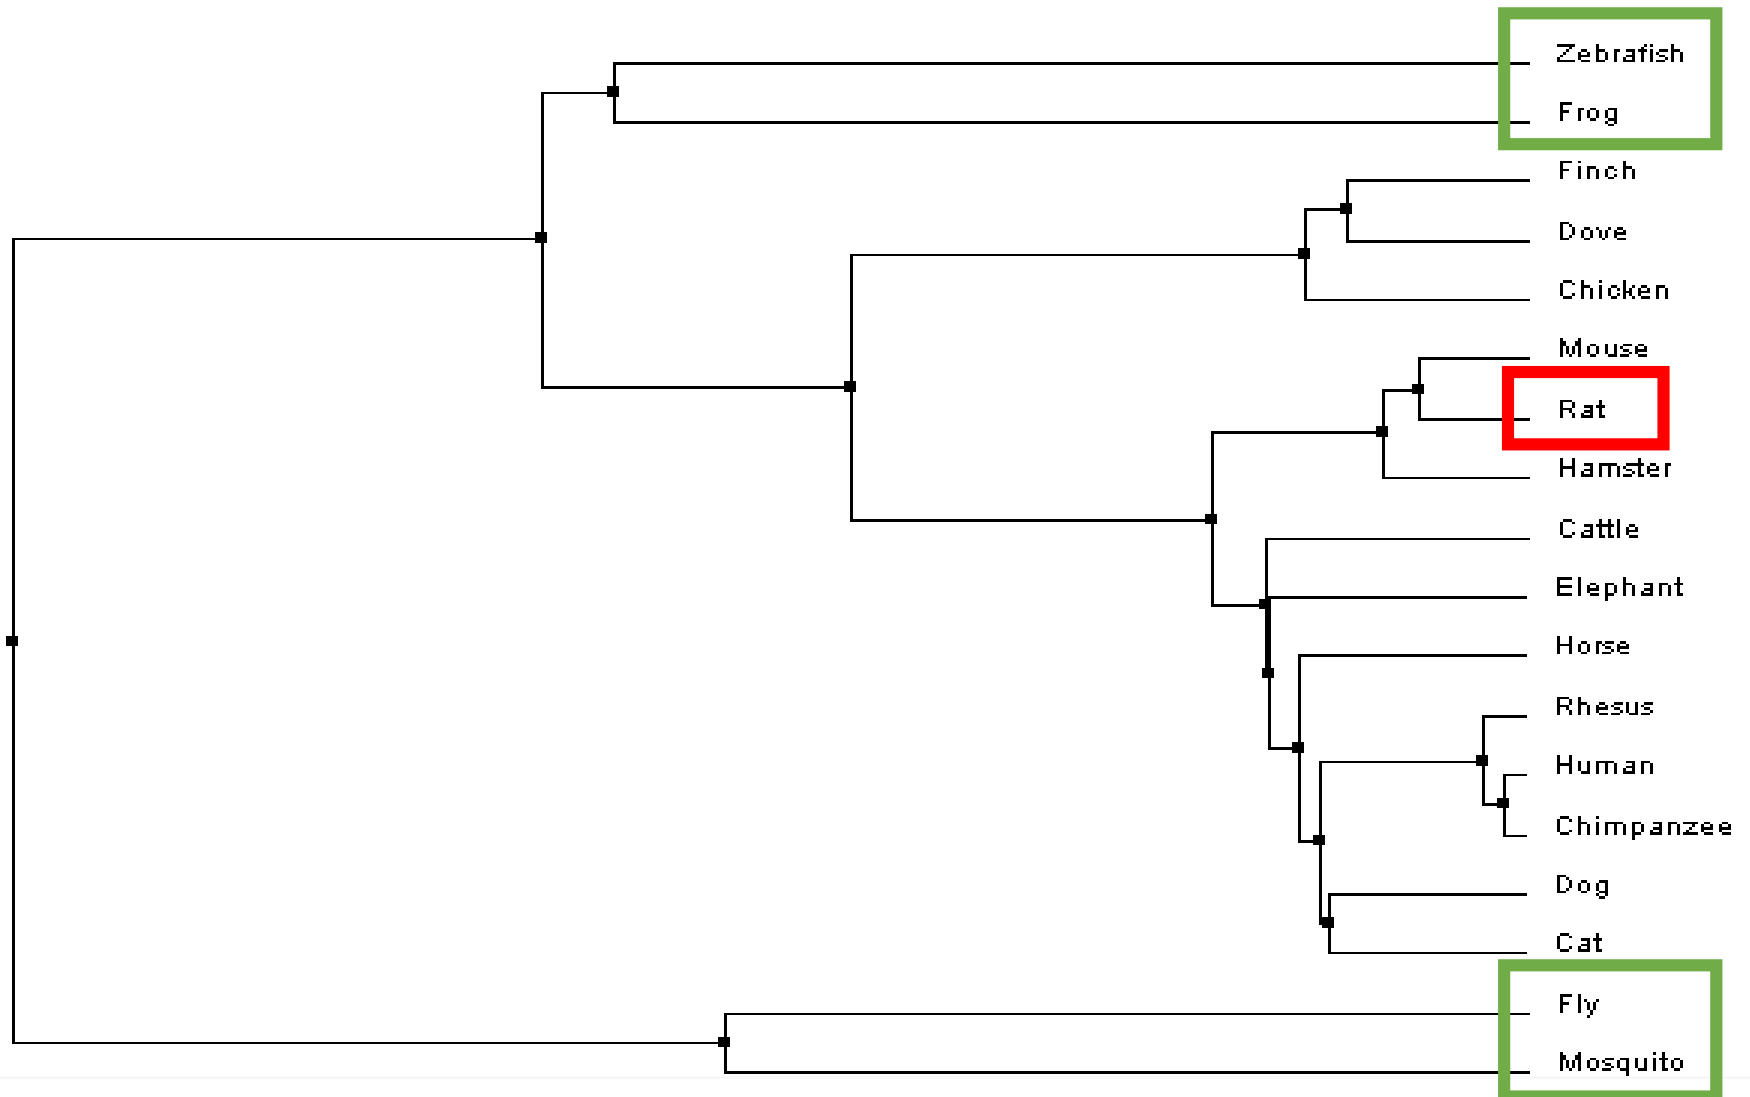 Zebrafish
Frog
Finch
Dove
Chicken
Mouse
Rat
Hamster
Cattle
Elephant
Horse
Rhesus
Human
Chimpanzee
Dog
Cat
Fly
Mosquito